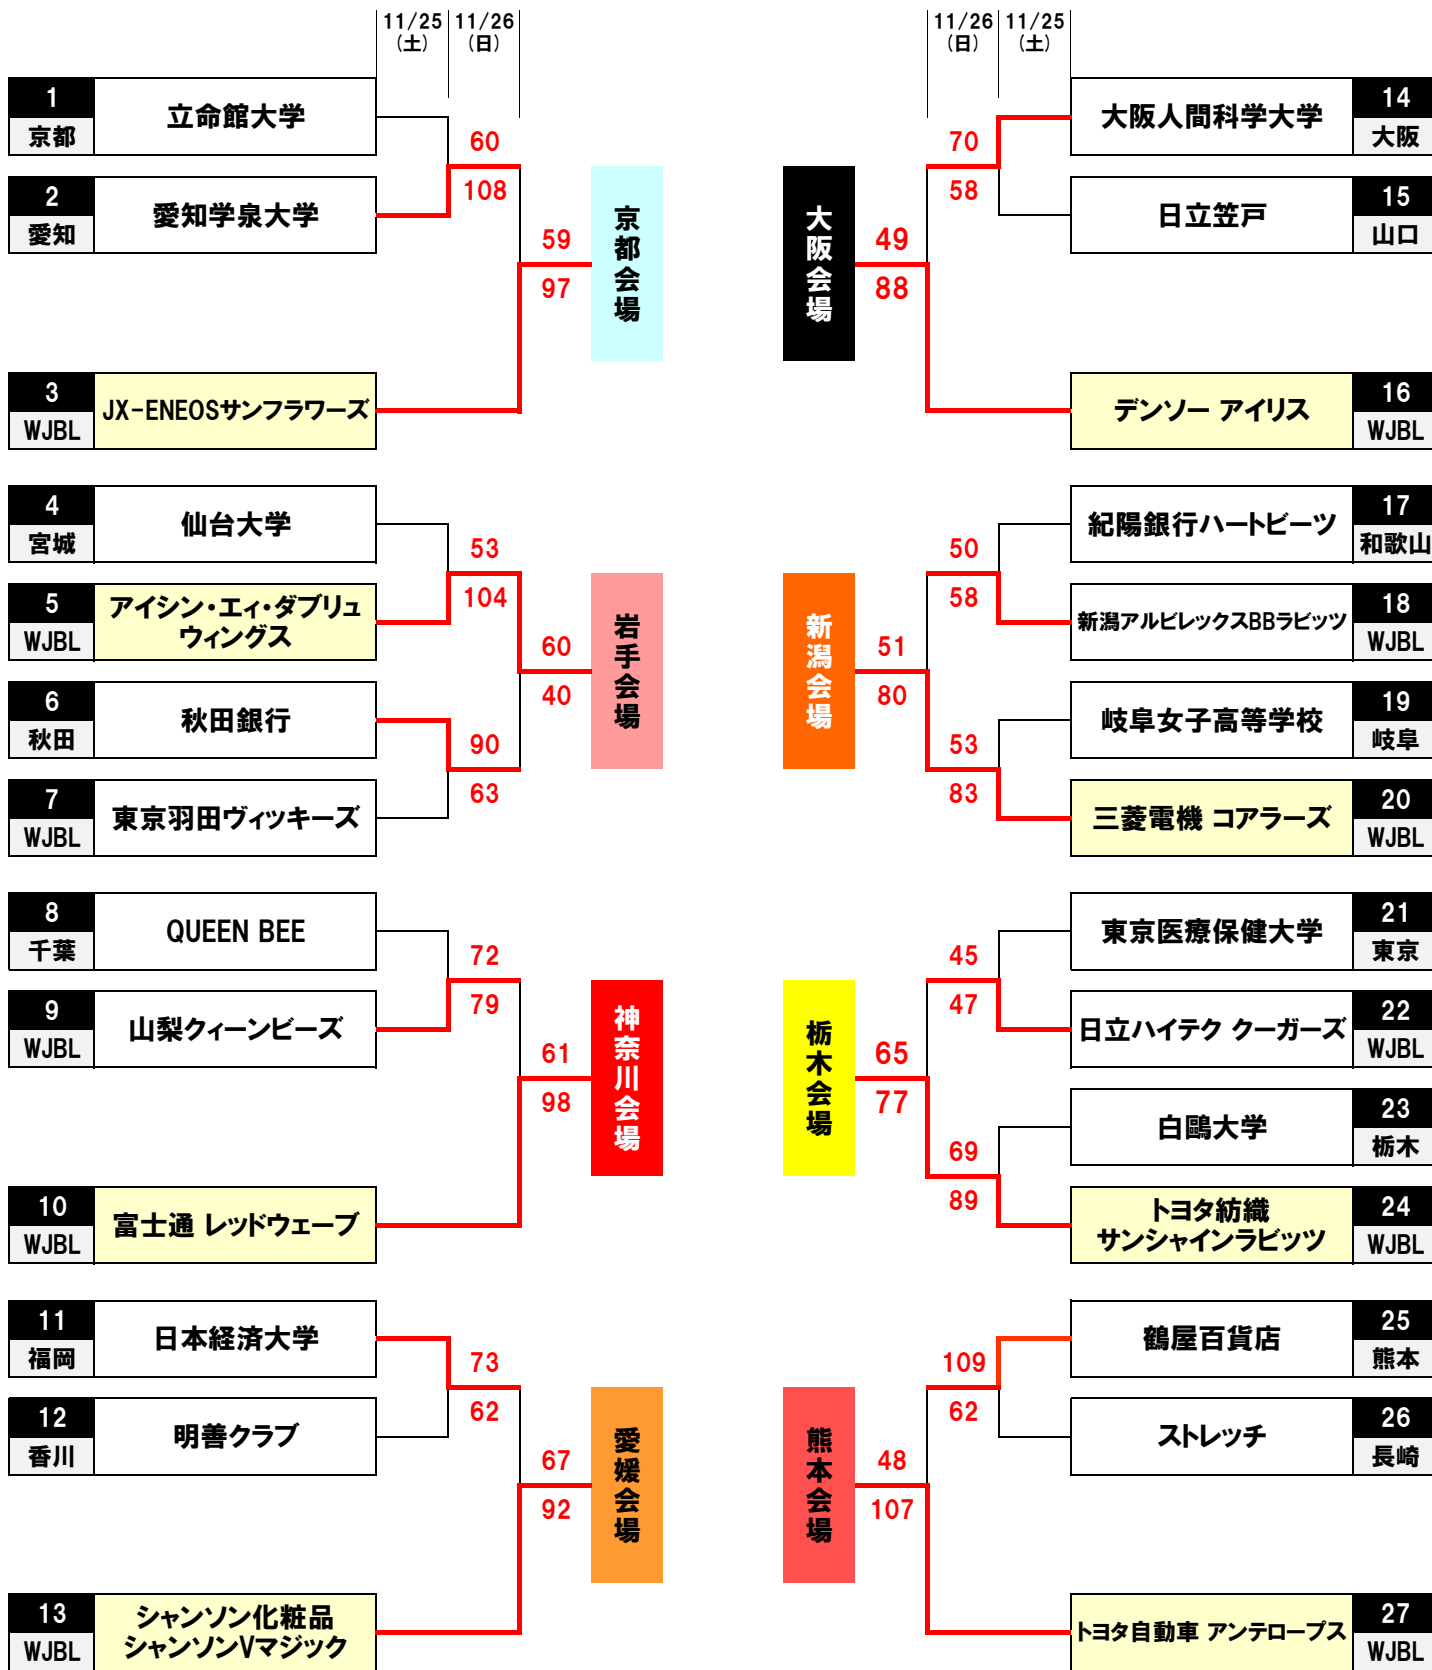 11/25
(土)
11/26
(日)
11/26
(日)
11/25
(土)
1
京都
立命館大学
2
愛知
愛知学泉大学
60
108
3
WJBL
JX-ENEOSサンフラワーズ
59
97
京都会場
4
宮城
仙台大学
5
WJBL
アイシン・エィ・ダブリュ
ウィングス
53
104
6
秋田
秋田銀行
7
WJBL
東京羽田ヴィッキーズ
90
63
60
40
岩手会場
8
千葉
QUEEN BEE
9
WJBL
山梨クィーンビーズ
72
79
10
WJBL
富士通 レッドウェーブ
61
98
神奈川会場
11
福岡
日本経済大学
12
香川
明善クラブ
73
62
13
WJBL
シャンソン化粧品
シャンソンVマジック
67
92
愛媛会場
大阪会場
49
88
70
58
大阪人間科学大学
14
大阪
日立笠戸
15
山口
デンソー アイリス
16
WJBL
新潟会場
51
80
50
58
紀陽銀行ハートビーツ
17
和歌山
新潟アルビレックスBBラビッツ
18
WJBL
53
83
岐阜女子高等学校
19
岐阜
三菱電機 コアラーズ
20
WJBL
栃木会場
65
77
45
47
東京医療保健大学
21
東京
日立ハイテク クーガーズ
22
WJBL
69
89
白鷗大学
23
栃木
トヨタ紡織
サンシャインラビッツ
24
WJBL
熊本会場
48
107
109
62
鶴屋百貨店
25
熊本
ストレッチ
26
長崎
トヨタ自動車 アンテロープス
27
WJBL